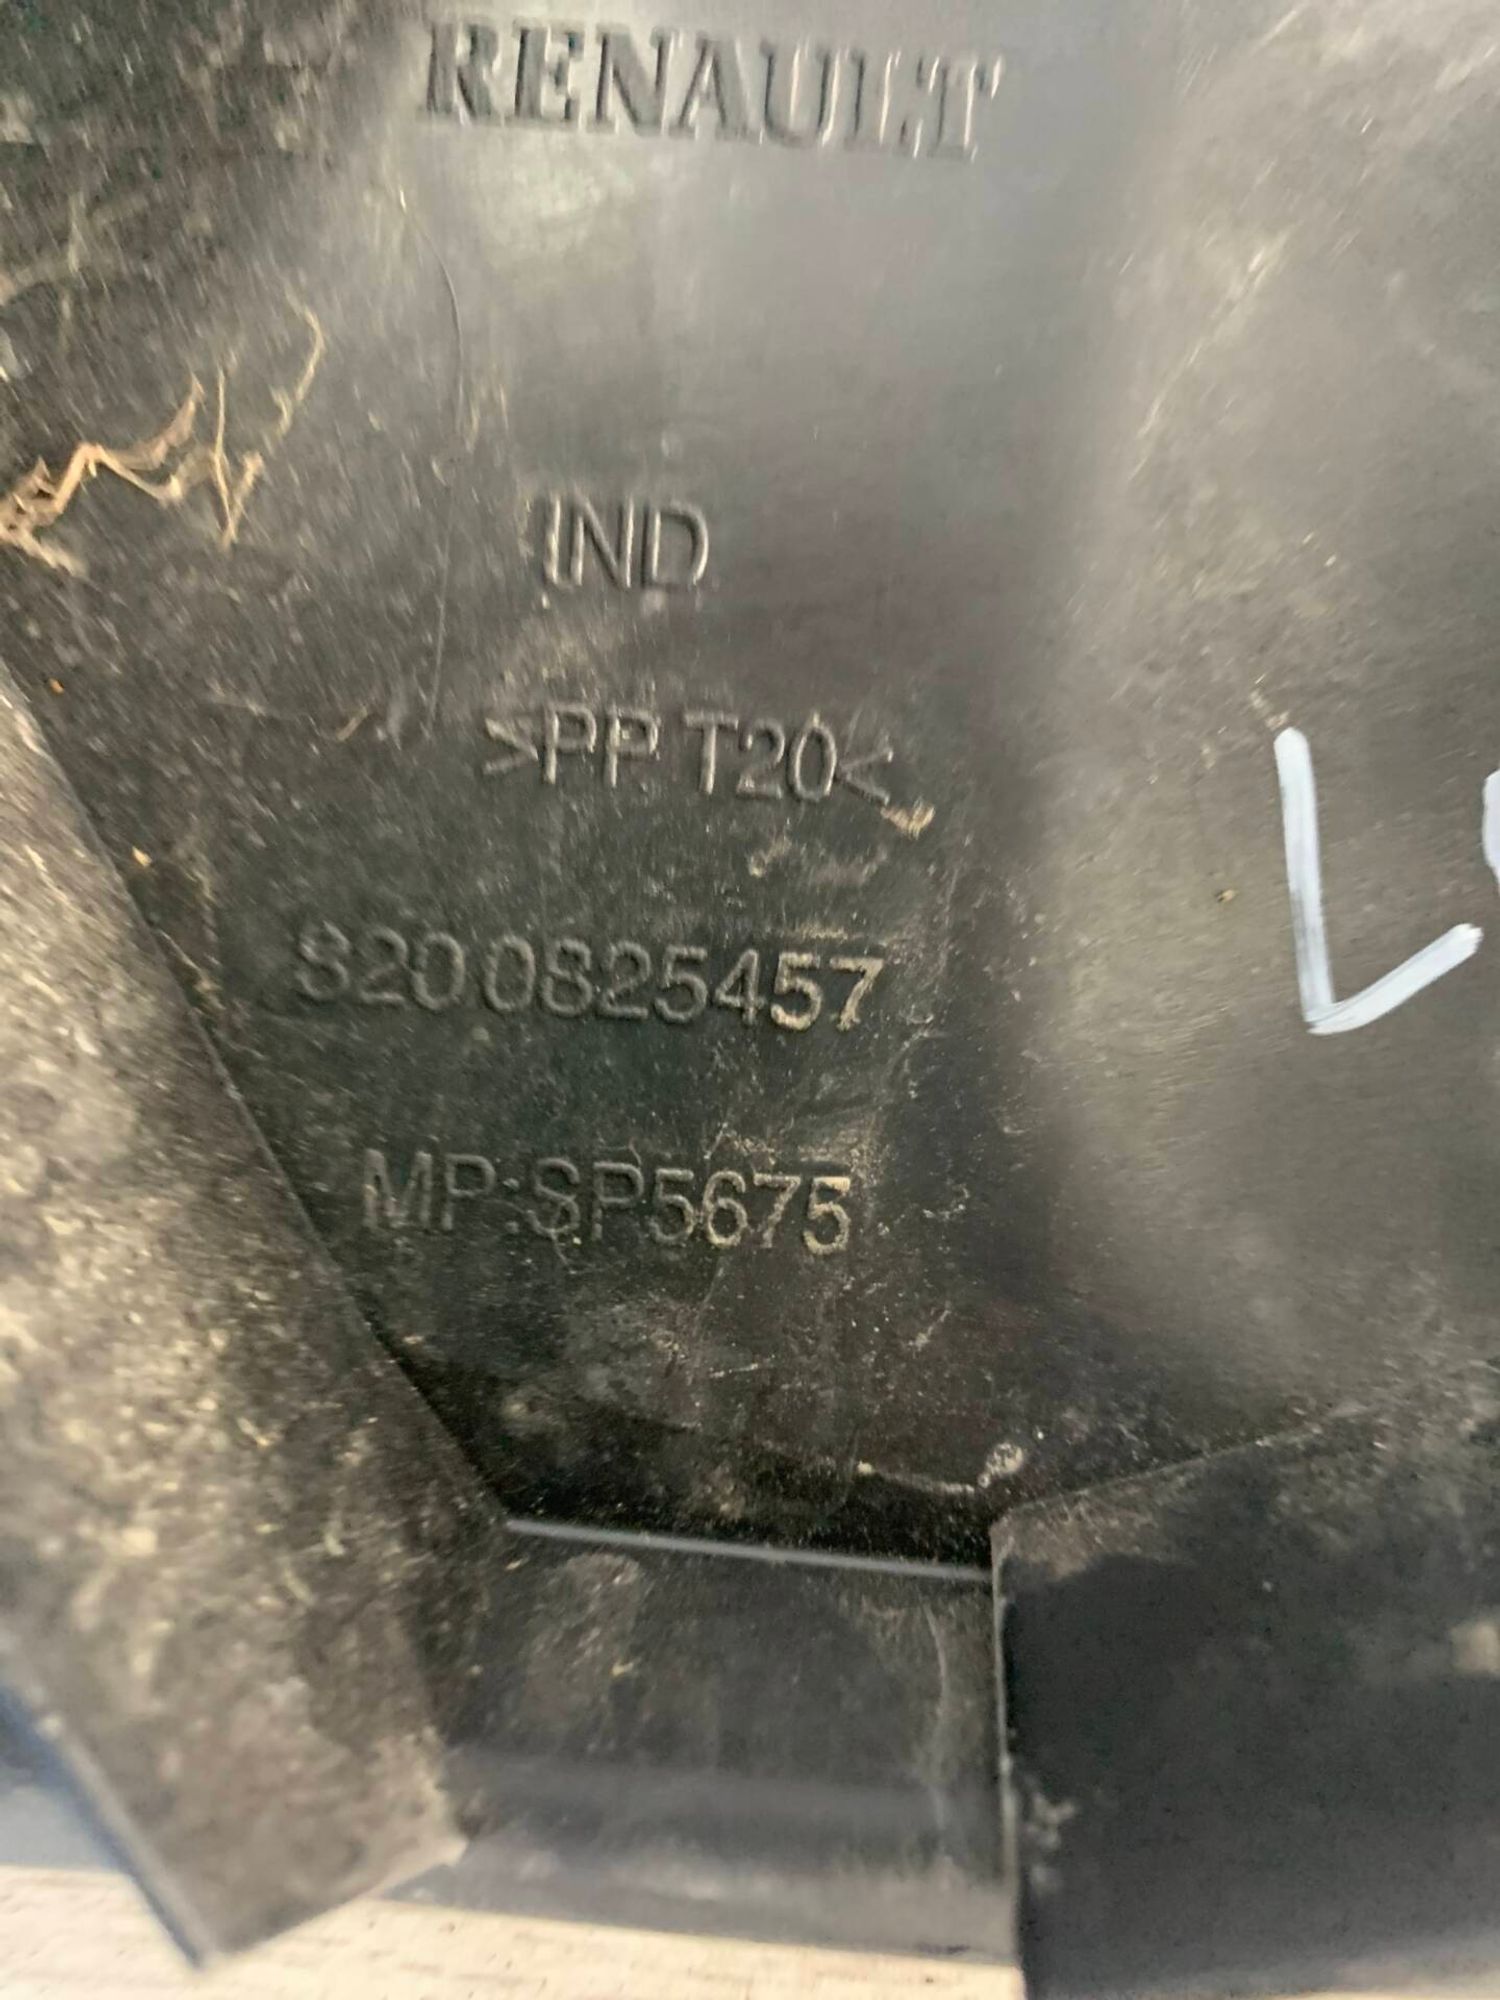 RENAULT
IND
>PP T20<
8200825457
MP:SP5675
L